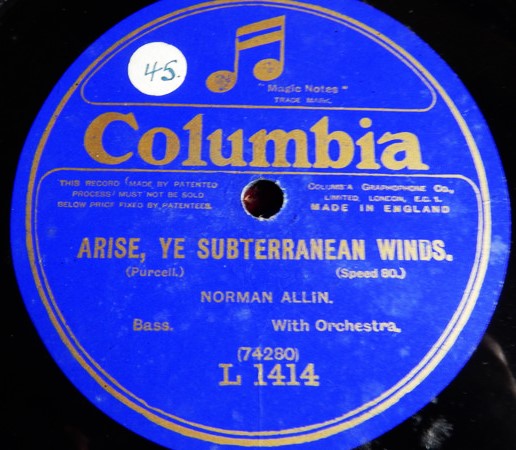 45.
"Magic Notes"
TRADE MARK.
Columbia
THIS RECORD (MADE BY PATENTED
PROCESS) MUST NOT BE SOLD
BELOW PRICE FIXED BY PATENTEES.
COLUMBIA GRAPHOPHONE CO.,
LIMITED, LONDON, E.C. 1.
MADE IN ENGLAND
ARISE, YE SUBTERRANEAN WINDS.
(Purcell.) (Speed 80.)
NORMAN ALLIN.
Bass. With Orchestra,
(74280)
L 1414